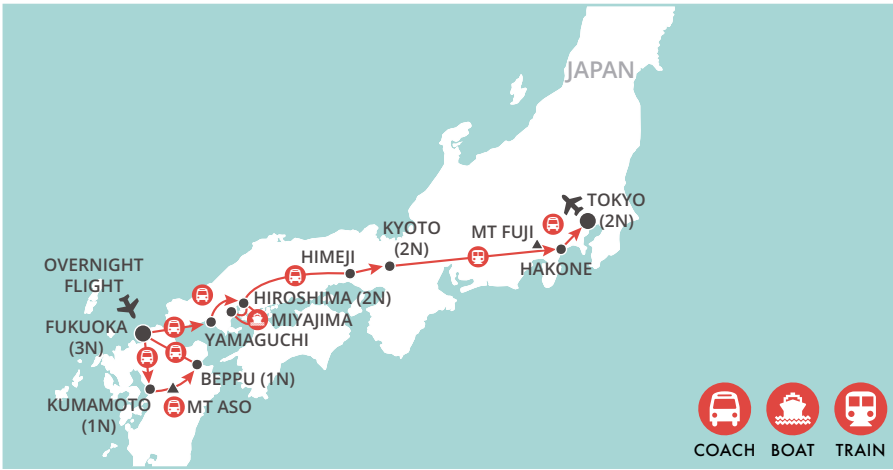 JAPAN
TOKYO
(2N)
KYOTO
(2N)
MT FUJI
HIMEJI
HAKONE
OVERNIGHT
FLIGHT
HIROSHIMA (2N)
MIYAJIMA
FUKUOKA
(3N)
YAMAGUCHI
BEPPU (1N)
KUMAMOTO
(1N)
MT ASO
COACH
BOAT
TRAIN